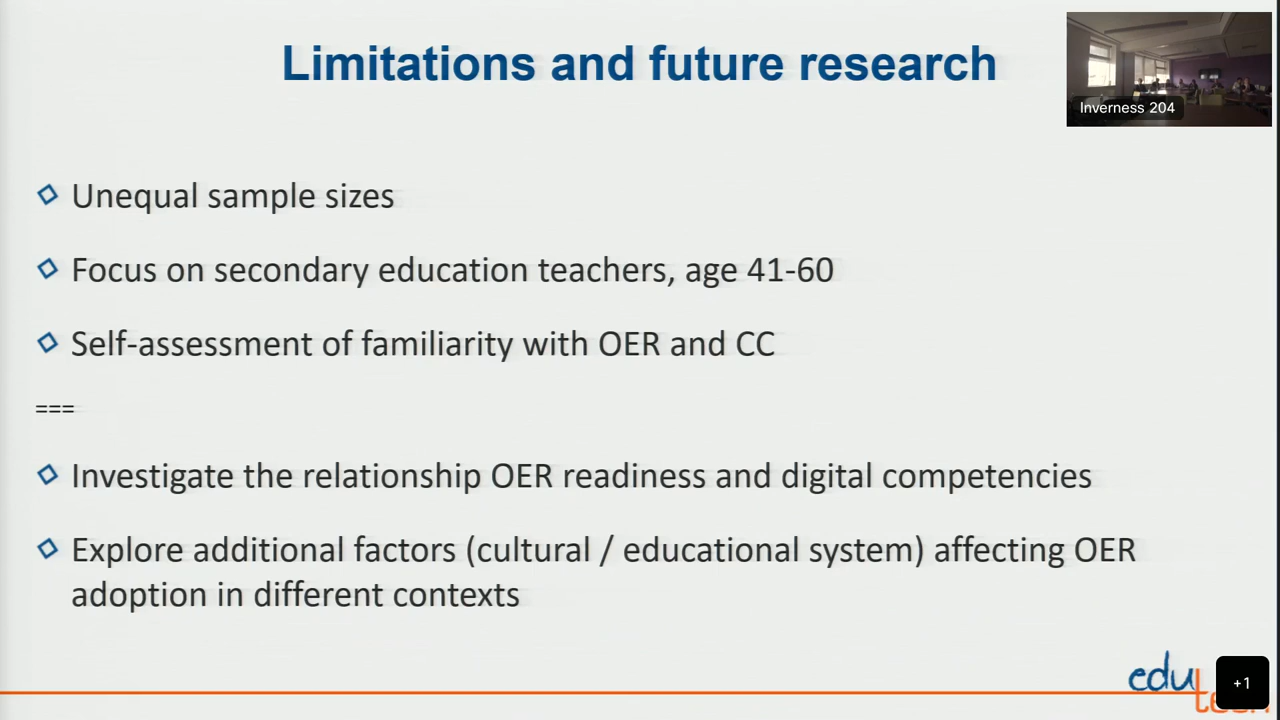 Limitations and future research
Inverness 204
Unequal sample sizes
Focus on secondary education teachers, age 41-60
Self-assessment of familiarity with OER and CC
===
Investigate the relationship OER readiness and digital competencies
Explore additional factors (cultural / educational system) affecting OER
adoption in different contexts
edu
+1